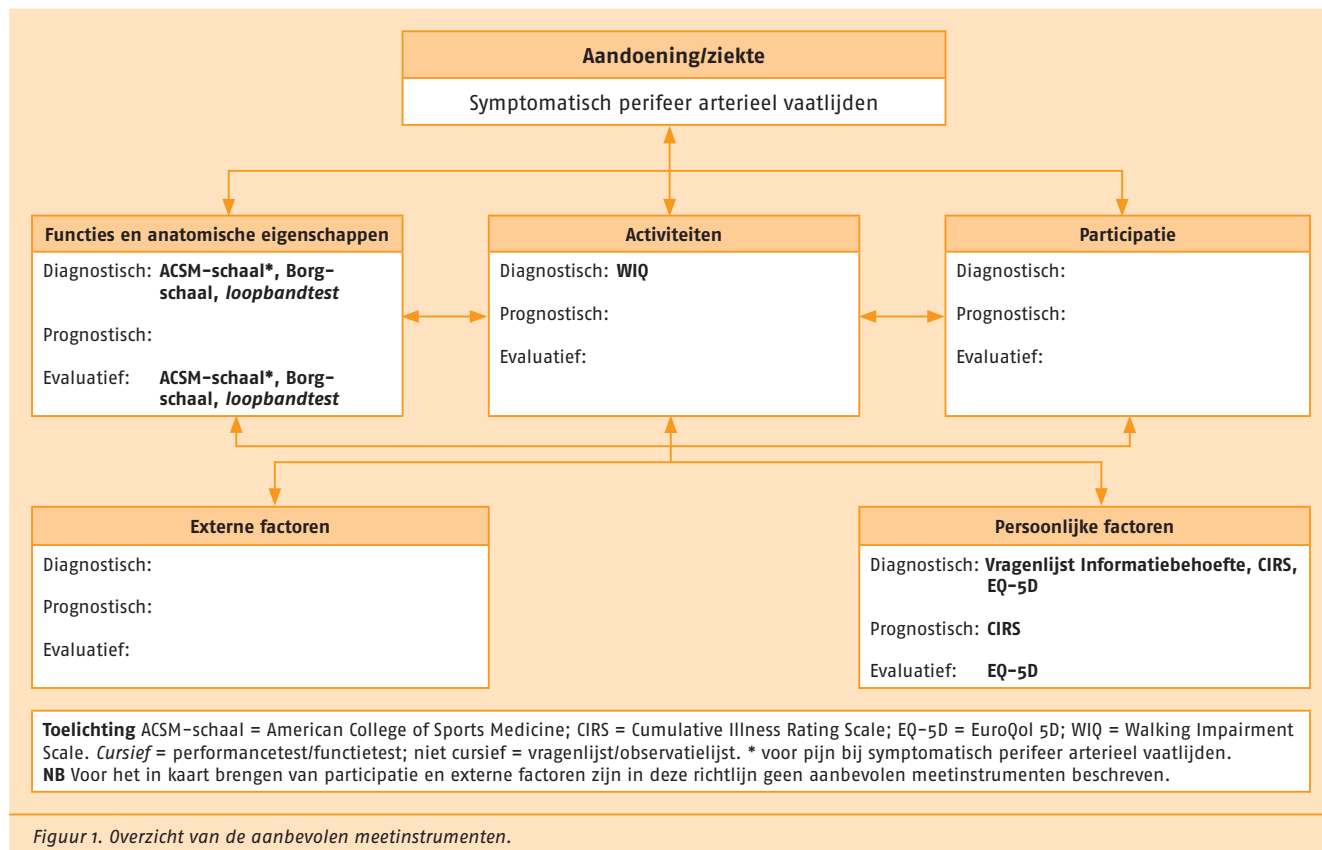 Aandoening/ziekte
Symptomatisch perifeer arterieel vaatlijden
Functies en anatomische eigenschappen
Diagnostisch: ACSM-schaal*, Borg-
schaal, loopbandtest
Prognostisch:
Evaluatief: ACSM-schaal*, Borg-
schaal, loopbandtest
Activiteiten
Diagnostisch: WIQ
Prognostisch:
Evaluatief:
Participatie
Diagnostisch:
Prognostisch:
Evaluatief:
Externe factoren
Diagnostisch:
Prognostisch:
Evaluatief:
Persoonlijke factoren
Diagnostisch: Vragenlijst Informatiebehoefte, CIRS,
EQ-5D
Prognostisch: CIRS
Evaluatief: EQ-5D
Toelichting ACSM-schaal = American College of Sports Medicine; CIRS = Cumulative Illness Rating Scale; EQ-5D = EuroQol 5D; WIQ = Walking Impairment
Scale. Cursief = performancetest/functietest; niet cursief = vragenlijst/observatielijst. * voor pijn bij symptomatisch perifeer arterieel vaatlijden.
NB Voor het in kaart brengen van participatie en externe factoren zijn in deze richtlijn geen aanbevolen meetinstrumenten beschreven.
Figuur 1. Overzicht van de aanbevolen meetinstrumenten.